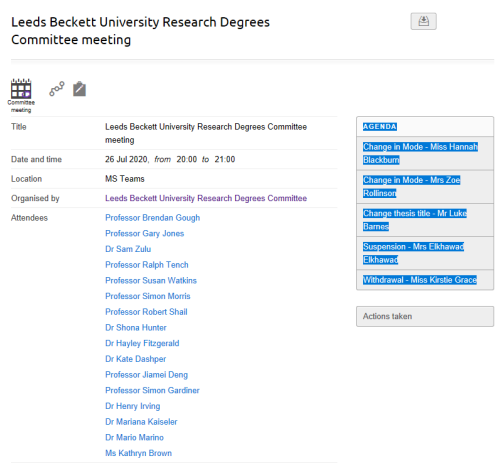 Leeds Beckett University Research Degrees
Committee meeting
Committee
meeting
Title Leeds Beckett University Research Degrees Committee
meeting
Date and time 26 Jul 2020, from 20:00 to 21:00
Location MS Teams
Organised by Leeds Beckett University Research Degrees Committee
Attendees Professor Brendan Gough
Professor Gary Jones
Dr Sam Zulu
Professor Ralph Tench
Professor Susan Watkins
Professor Simon Morris
Professor Robert Shail
Dr Shona Hunter
Dr Hayley Fitzgerald
Dr Kate Dashper
Professor Jiamei Deng
Professor Simon Gardiner
Dr Henry Irving
Dr Mariana Kaiseler
Dr Mario Marino
Ms Kathryn Brown
AGENDA
Change in Mode - Miss Hannah
Blackburn
Change in Mode - Mrs Zoe
Rollinson
Change thesis title - Mr Luke
Barnes
Suspension - Mrs Elkhawad
Elkhawad
Withdrawal - Miss Kirstie Grace
Actions taken